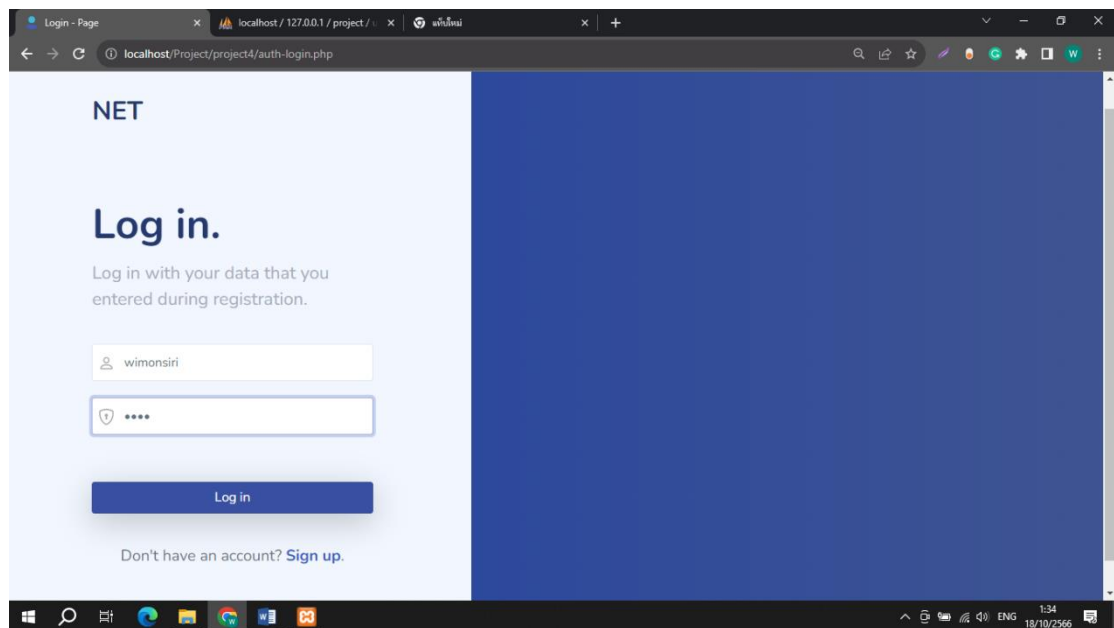 Login - Page
localhost / 127.0.0.1 / project / u
แท็บใหม่
localhost/Project/project4/auth-login.php
G
W
NET
Log in.
Log in with your data that you
entered during registration.
wimonsiri
••••
Log in
Don't have an account? Sign up.
ENG
1:34
18/10/2566